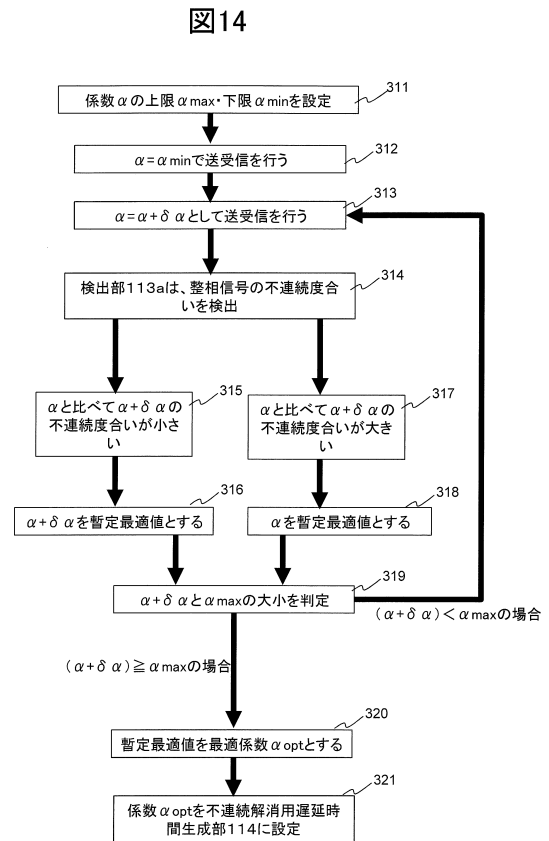 図14
係数αの上限αmax・下限αminを設定
311
α=αminで送受信を行う
312
α=α+δαとして送受信を行う
313
検出部113aは、整相信号の不連続度合
いを検出
314
αと比べてα+δαの
不連続度合いが小さ
い
315
αと比べてα+δαの
不連続度合いが大き
い
317
α+δαを暫定最適値とする
316
αを暫定最適値とする
318
α+δαとαmaxの大小を判定
319
(α+δα)<αmaxの場合
(α+δα)≧αmaxの場合
暫定最適値を最適係数αoptとする
320
係数αoptを不連続解消用遅延時
間生成部114に設定
321